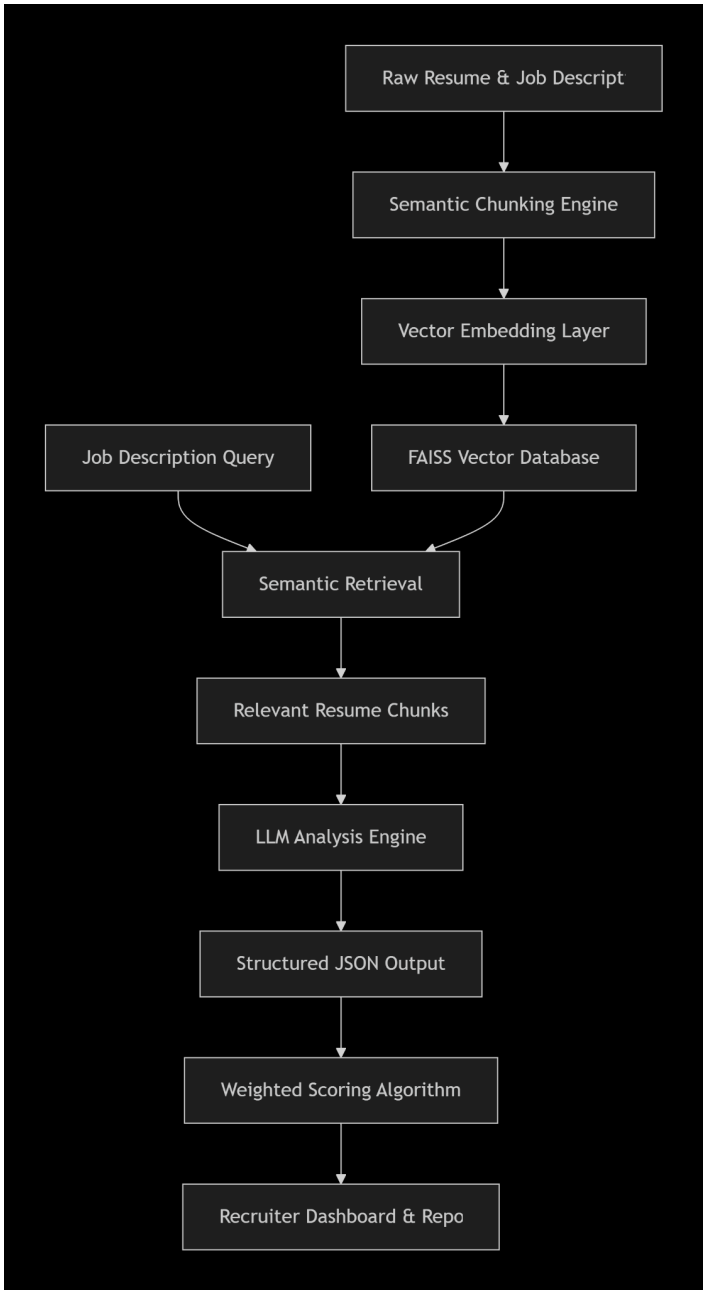 Raw Resume & Job Descript
Semantic Chunking Engine
Vector Embedding Layer
Job Description Query
FAISS Vector Database
Semantic Retrieval
Relevant Resume Chunks
LLM Analysis Engine
Structured JSON Output
Weighted Scoring Algorithm
Recruiter Dashboard & Repo